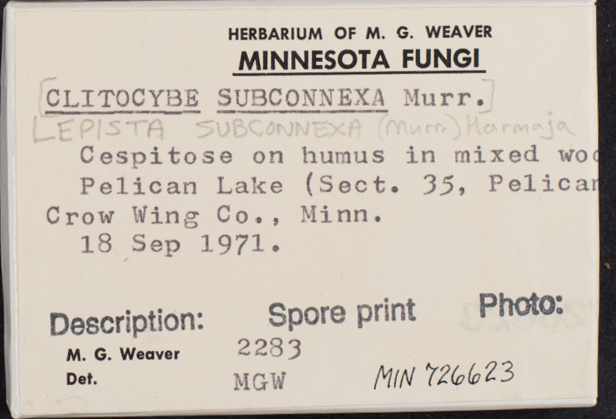 HERBARIUM OF M. G. WEAVER
MINNESOTA FUNGI
[CLITOCYBE SUBCONNEXA Murr.]
LEPISTA SUBCONNEXA (Murr.) Harmaja
Cespitose on humus in mixed
Pelican Lake (Sect. 35,
Crow Wing Co., Minn.
18 Sep 1971.
Description: Spore print Photo:
M. G. Weaver 2283
Det. MGW MIN 726623